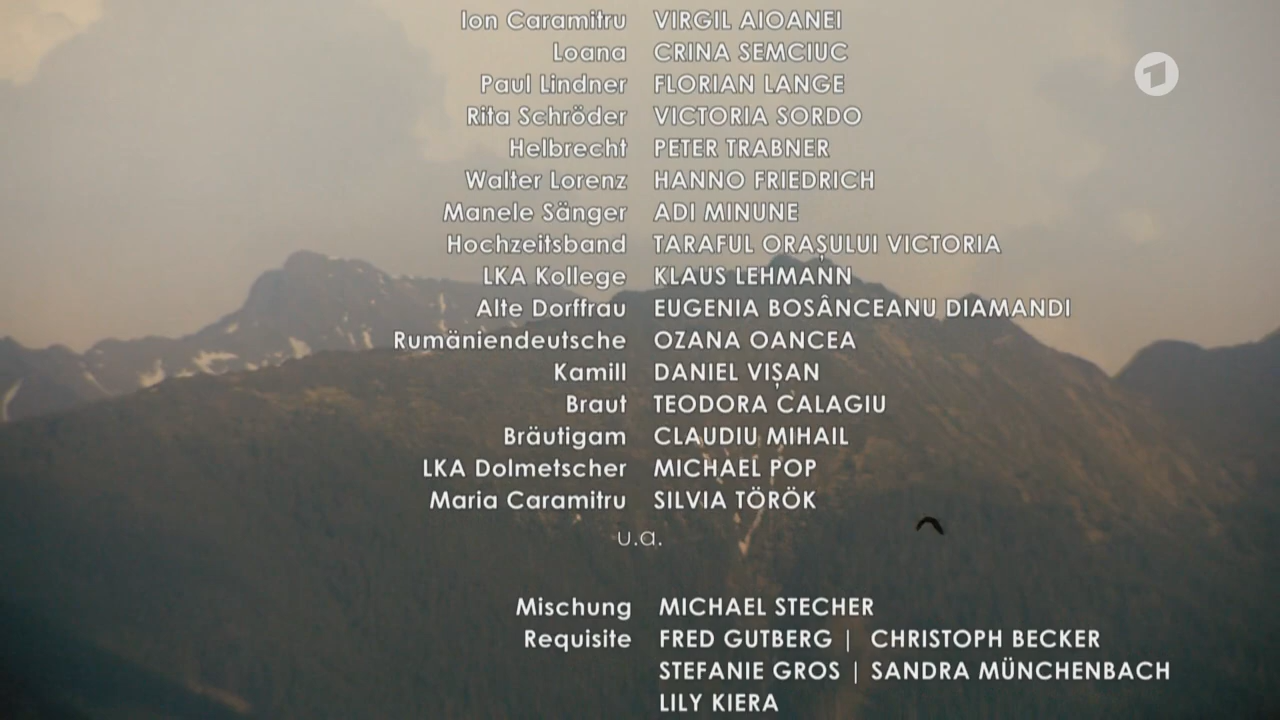 Ion Caramitru VIRGIL AIOANEI
Loana CRINA SEMCIUC
Paul Lindner FLORIAN LANGE
Rita Schröder VICTORIA SORDO
Helbrecht PETER TRABNER
Walter Lorenz HANNO FRIEDRICH
Manele Sänger ADI MINUNE
Hochzeitsband TARAFUL ORAȘULUI VICTORIA
LKA Kollege KLAUS LEHMANN
Alte Dorffrau EUGENIA BOSÂNCEANU DIAMANDI
Rumäniendeutsche OZANA OANCEA
Kamill DANIEL VIȘAN
Braut TEODORA CALAGIU
Bräutigam CLAUDIU MIHAIL
LKA Dolmetscher MICHAEL POP
Maria Caramitru SILVIA TÖRÖK
u.a.
Mischung MICHAEL STECHER
Requisite FRED GUTBERG | CHRISTOPH BECKER
STEFANIE GROS | SANDRA MÜNCHENBACH
LILY KIERA